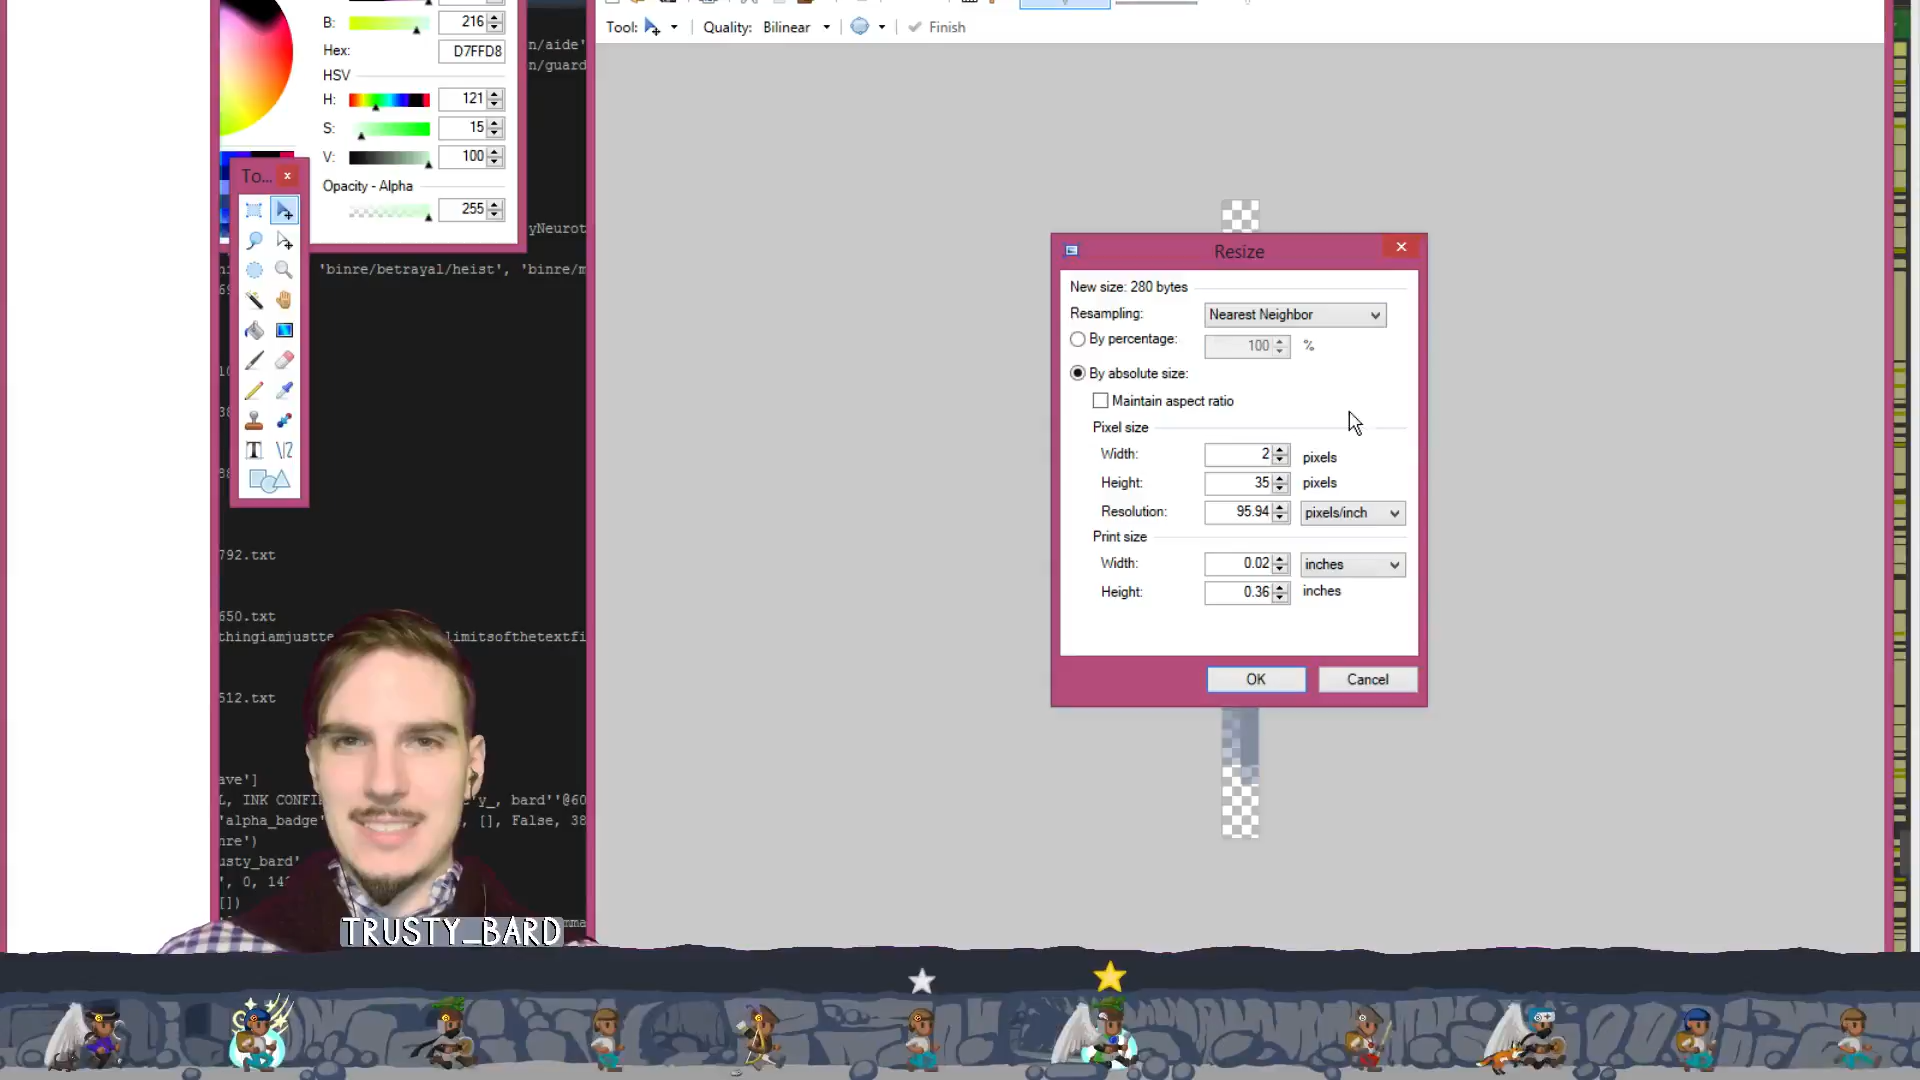 B: 216
Hex: D7FFD8
HSV
H: 121
S: 15
V: 100
Opacity - Alpha
255
To...
Tool:
Quality: Bilinear
Finish
n/aide'
n/guard
yNeurot
'binre/betrayal/heist', 'binre/m
792.txt
650.txt
thingiamjustte
limitsofthetextfi
512.txt
ave']
L, INK CONFI
'y_, bard''@60
'alpha_badge'
, [], False, 38
nre')
usty_bard'
', 0, 14
[])
TRUSTY_BARD
Resize
New size: 280 bytes
Resampling: Nearest Neighbor
By percentage: 100 %
By absolute size:
Maintain aspect ratio
Pixel size
Width: 2 pixels
Height: 35 pixels
Resolution: 95.94 pixels/inch
Print size
Width: 0.02 inches
Height: 0.36 inches
OK Cancel